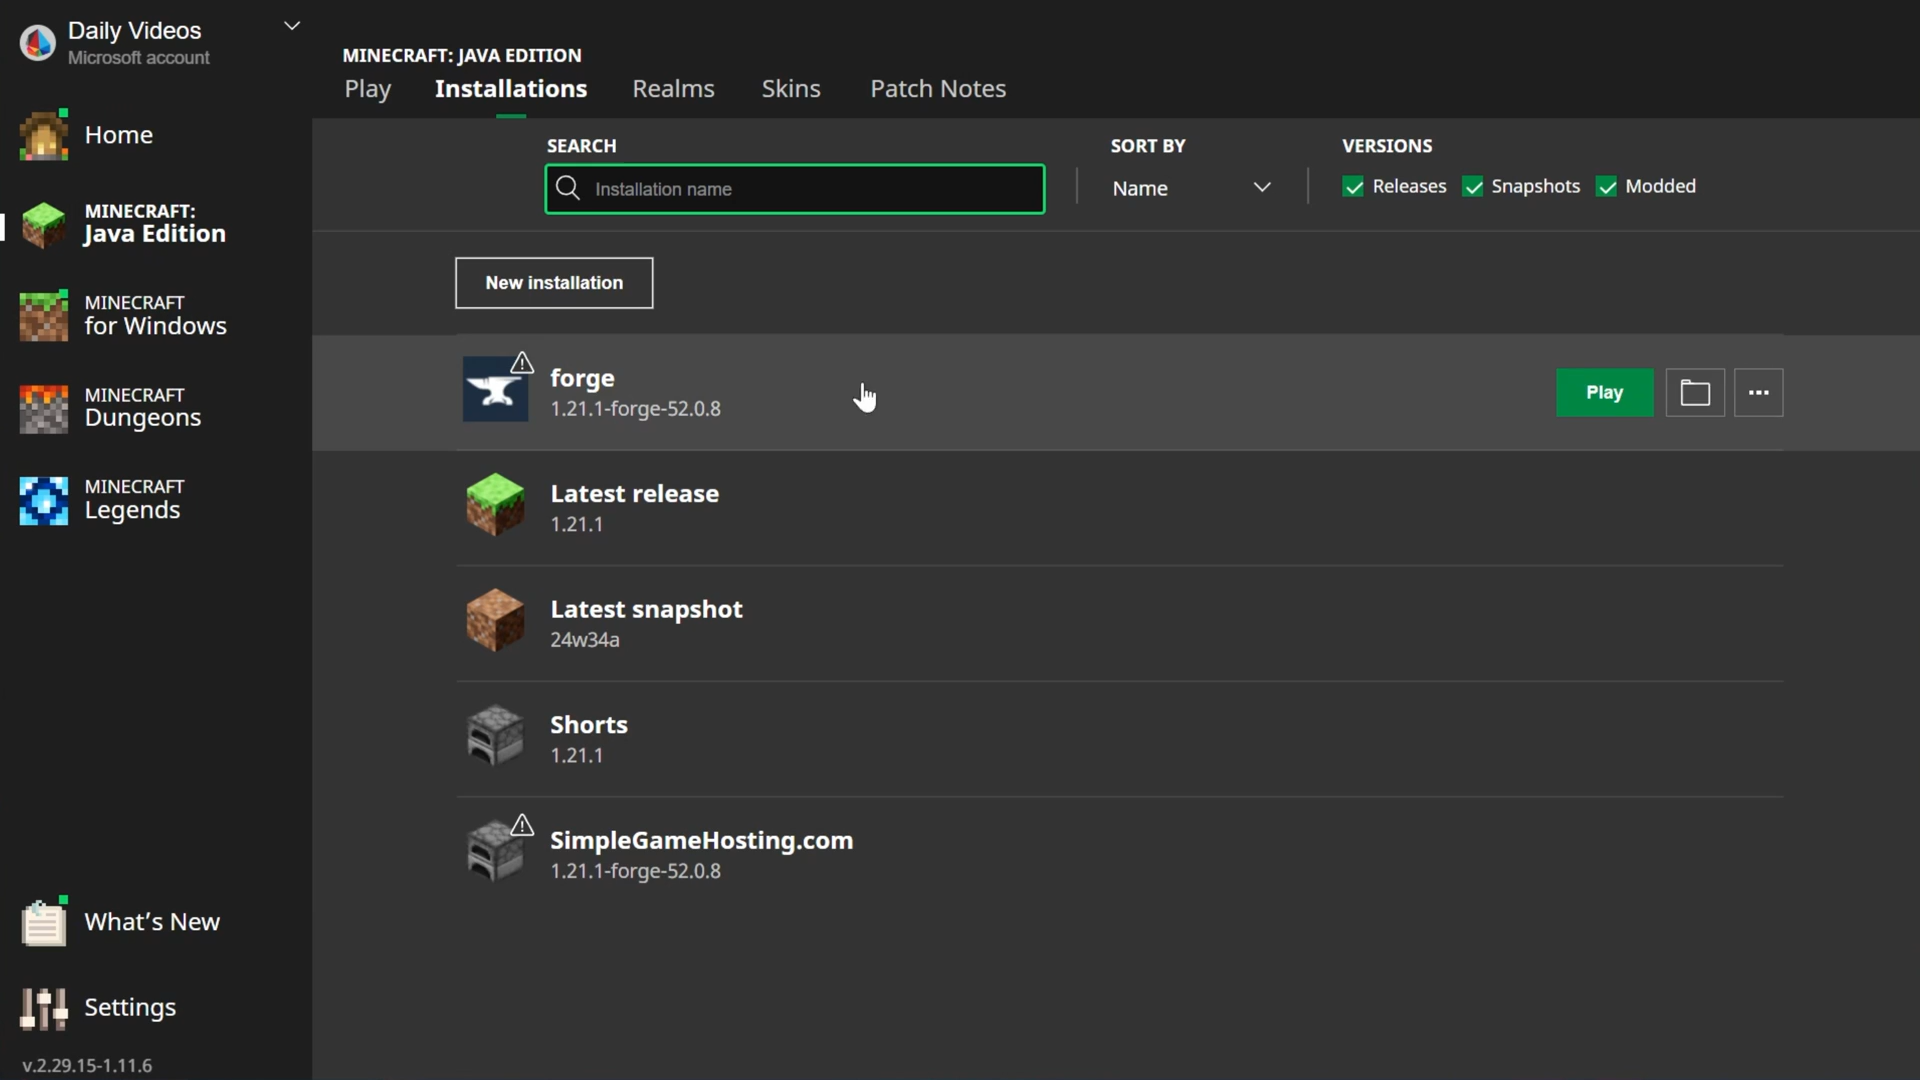 Daily Videos
Microsoft account
Home
MINECRAFT:
Java Edition
MINECRAFT
for Windows
MINECRAFT
Dungeons
MINECRAFT
Legends
What's New
Settings
v.2.29.15-1.11.6
MINECRAFT: JAVA EDITION
Play Installations Realms Skins Patch Notes
SEARCH SORT BY VERSIONS
Installation name Name Releases Snapshots Modded
New installation
forge
1.21.1-forge-52.0.8
Play
Latest release
1.21.1
Latest snapshot
24w34a
Shorts
1.21.1
SimpleGameHosting.com
1.21.1-forge-52.0.8